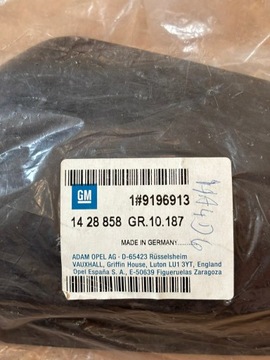 GM
1#9196913
14 28 858 GR.10.187
MADE IN GERMANY
ADAM OPEL AG · D-65423 Rüsselsheim
VAUXHALL, Griffin House, Luton LU1 3YT, England
Opel España S. A., E-50639 Figueruelas Zaragoza